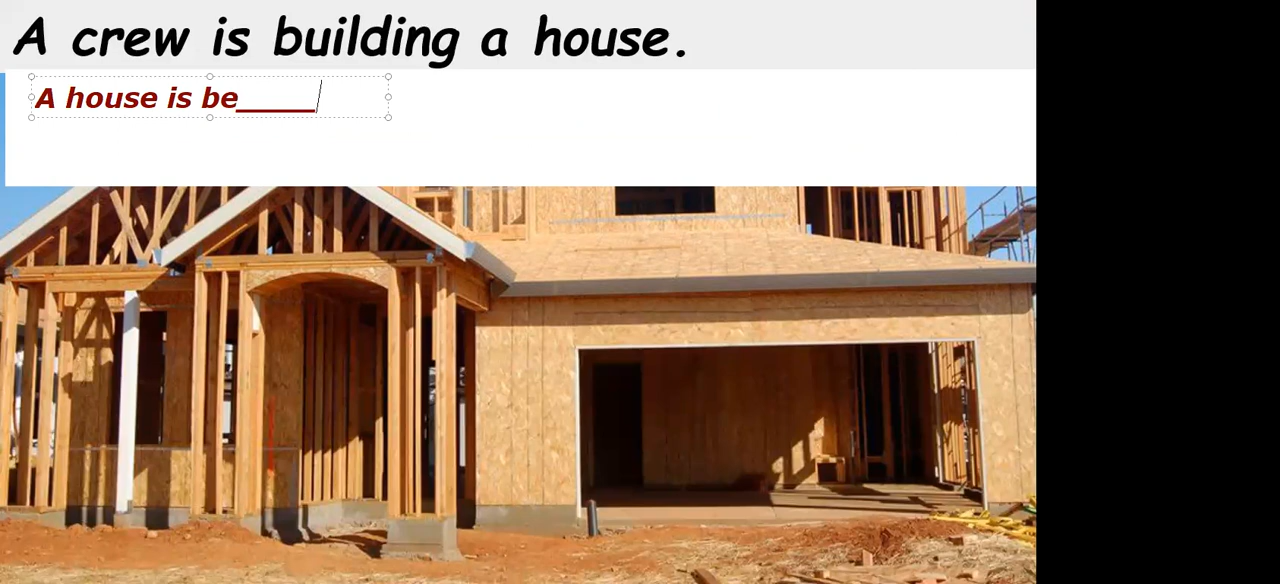 A crew is building a house.
A house is be_____